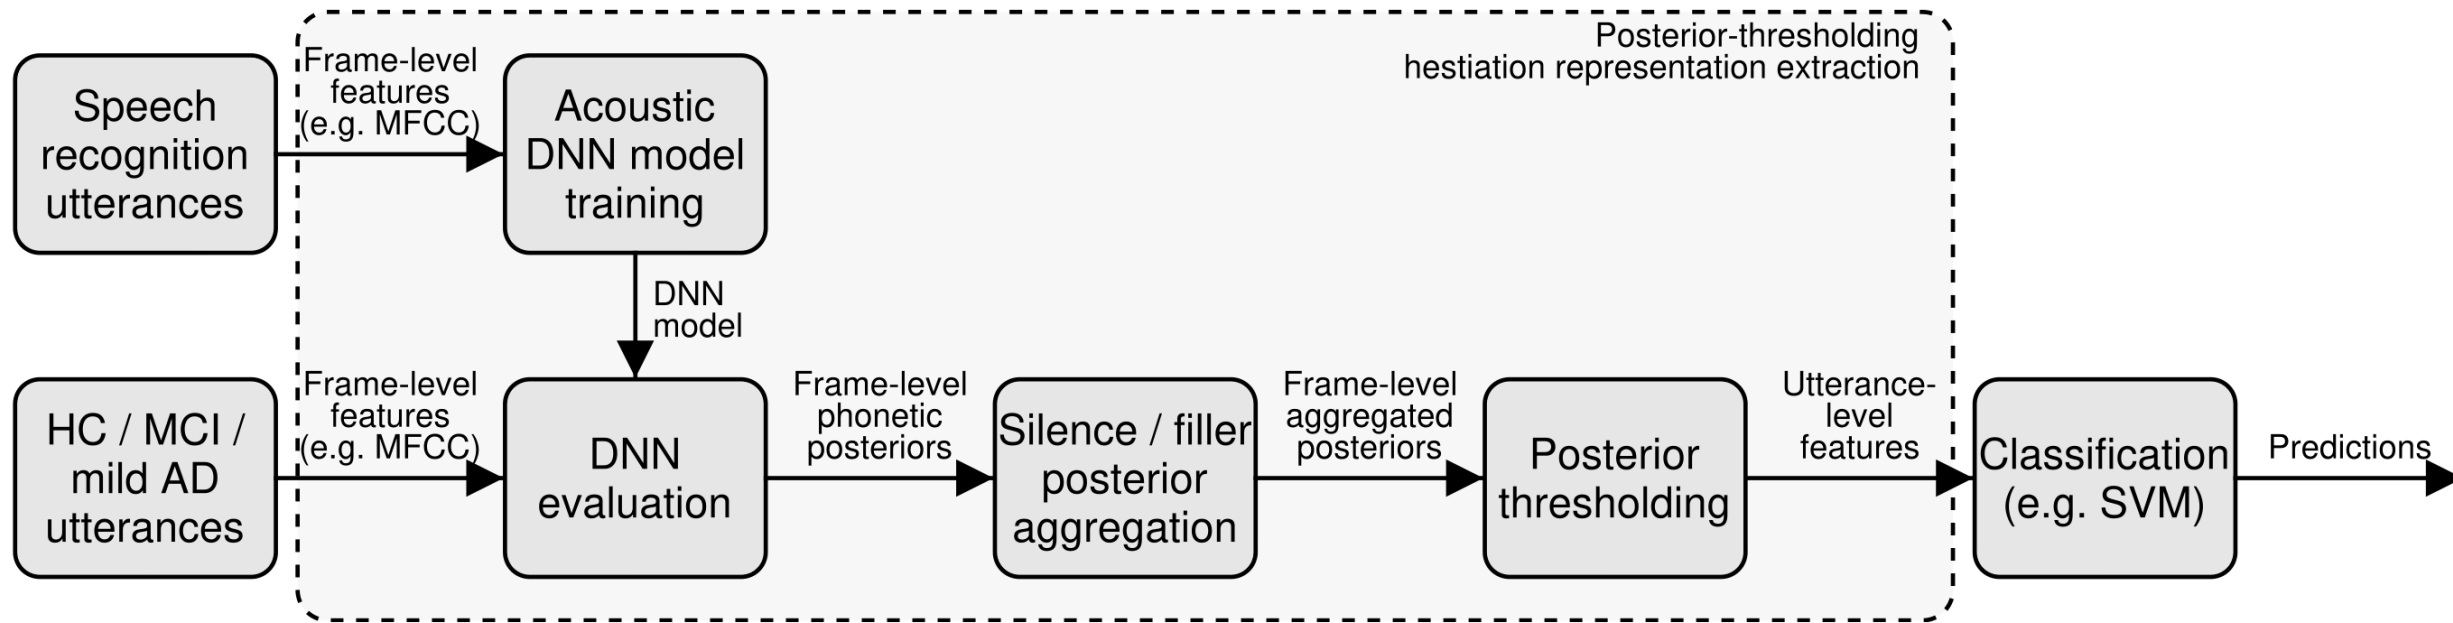 Posterior-thresholding
hestiation representation extraction
Speech
recognition
utterances
Frame-level
features
(e.g. MFCC)
Acoustic
DNN model
training
DNN
model
HC / MCI /
mild AD
utterances
Frame-level
features
(e.g. MFCC)
DNN
evaluation
Frame-level
phonetic
posteriors
Silence / filler
posterior
aggregation
Frame-level
aggregated
posteriors
Posterior
thresholding
Utterance-
level
features
Classification
(e.g. SVM)
Predictions